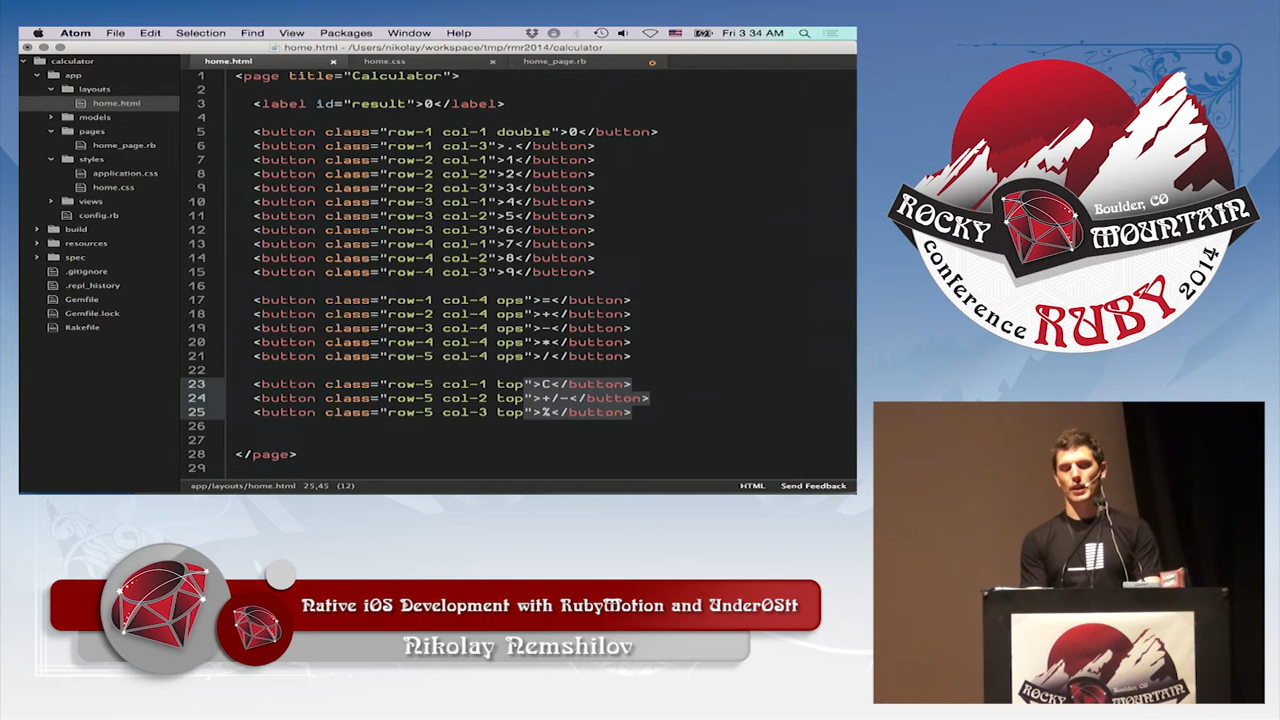 Atom File Edit Selection Find View Packages Window Help Fri 3:34 AM
home.html - /Users/nikolay/workspace/tmp/rmr2014/calculator
calculator
app
layouts
home.html
models
pages
home_page.rb
styles
application.css
home.css
views
config.rb
build
resources
spec
.gitignore
.repl_history
Gemfile
Gemfile.lock
Rakefile
home.html home.css home_page.rb
1 <page title="Calculator">
2
3 <label id="result">0</label>
4
5 <button class="row-1 col-1 double">0</button>
6 <button class="row-1 col-3">.</button>
7 <button class="row-2 col-1">1</button>
8 <button class="row-2 col-2">2</button>
9 <button class="row-2 col-3">3</button>
10 <button class="row-3 col-1">4</button>
11 <button class="row-3 col-2">5</button>
12 <button class="row-3 col-3">6</button>
13 <button class="row-4 col-1">7</button>
14 <button class="row-4 col-2">8</button>
15 <button class="row-4 col-3">9</button>
16
17 <button class="row-1 col-4 ops">=</button>
18 <button class="row-2 col-4 ops">+</button>
19 <button class="row-3 col-4 ops">-</button>
20 <button class="row-4 col-4 ops">*</button>
21 <button class="row-5 col-4 ops">/</button>
22
23 <button class="row-5 col-1 top">C</button>
24 <button class="row-5 col-2 top">+/-</button>
25 <button class="row-5 col-3 top">%</button>
26
27
28 </page>
29
app/layouts/home.html 25,45 (12) HTML Send Feedback
Boulder, CO
ROCKY MOUNTAIN
RUBY
conference 2014
Native iOS Development with RubyMotion and UnderOStt
Nikolay Nemshilov
ROCKY MOUNTAIN
Boulder, CO